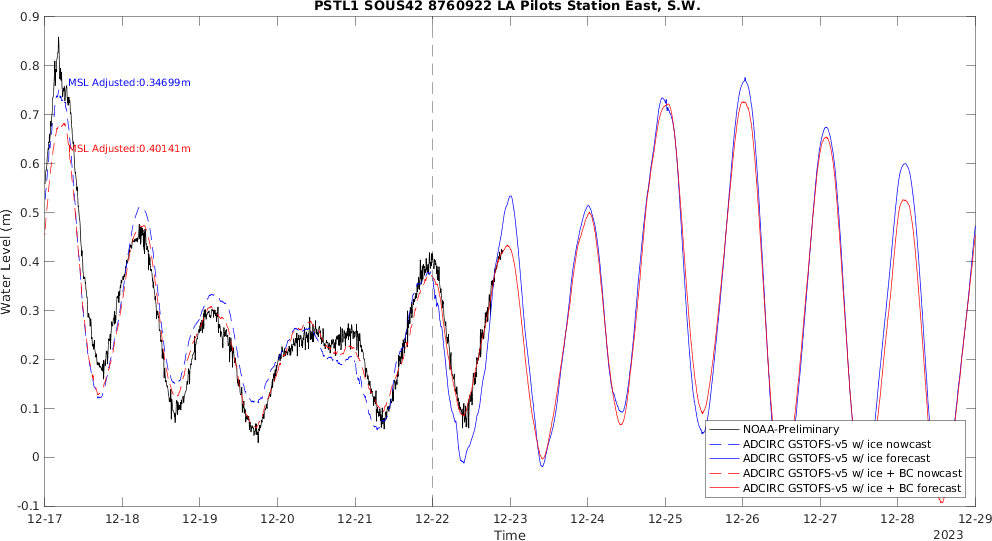 PSTL1 SOUS42 8760922 LA Pilots Station East, S.W.
0.9
0.8
0.7
0.6
0.5
0.4
0.3
0.2
0.1
0
-0.1
Water Level (m)
MSL Adjusted:0.34699m
MSL Adjusted:0.40141m
NOAA-Preliminary
ADCIRC GSTOFS-v5 w/ ice nowcast
ADCIRC GSTOFS-v5 w/ ice forecast
ADCIRC GSTOFS-v5 w/ ice + BC nowcast
ADCIRC GSTOFS-v5 w/ ice + BC forecast
12-17 12-18 12-19 12-20 12-21 12-22 12-23 12-24 12-25 12-26 12-27 12-28 12-29
Time
2023